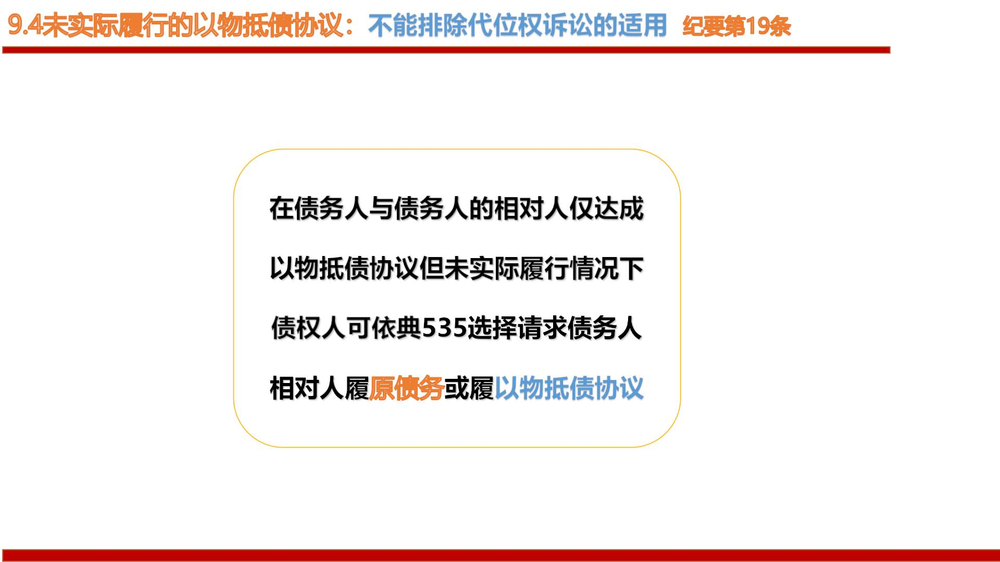 9.4未实际履行的以物抵债协议：不能排除代位权诉讼的适用 纪要第19条
在债务人与债务人的相对人仅达成
以物抵债协议但未实际履行情况下
债权人可依典535选择请求债务人
相对人履原债务或履以物抵债协议